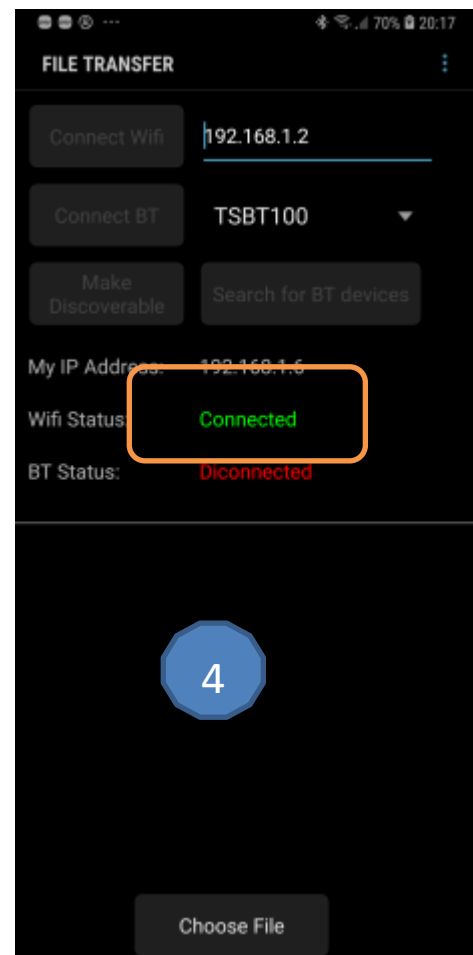 70% 20:17
FILE TRANSFER
Connect Wifi 192.168.1.2
Connect BT TSBT100
Make
Discoverable
Search for BT devices
My IP Address: 192.168.1.6
Wifi Status: Connected
BT Status: Diconnected
4
Choose File